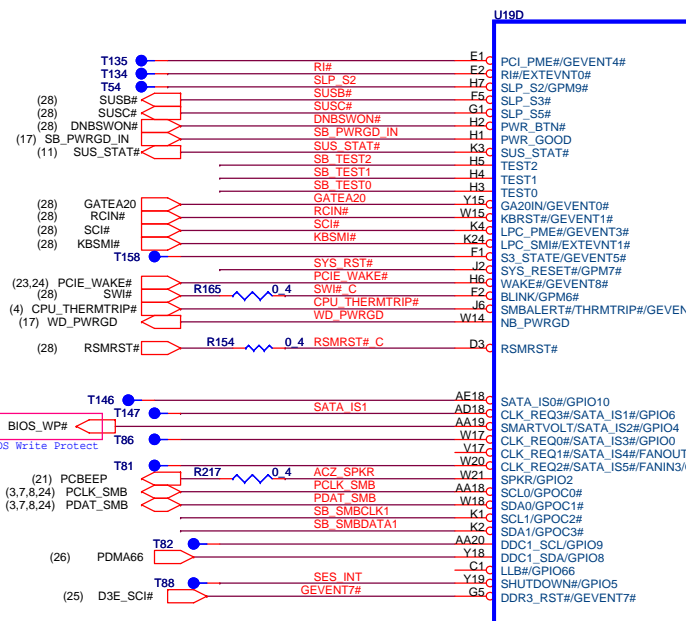 U19D
T135 E1 PCI_PME#/GEVENT4#
T134 RI# F2 RI#/EXTEVNT0#
T54 SLP_S2 H7 SLP_S2/GPM9#
(28) SUSB# SUSB# F5 SLP_S3#
(28) SUSC# SUSC# G1 SLP_S5#
(28) DNBSWON# DNBSWON# H2 PWR_BTN#
(17) SB_PWRGD_IN SB_PWRGD_IN H1 PWR_GOOD
(11) SUS_STAT# SUS_STAT# K3 SUS_STAT#
SB_TEST2 H5 TEST2
SB_TEST1 H4 TEST1
SB_TEST0 H3 TEST0
(28) GATEA20 GATEA20 Y15 GA20IN/GEVENT0#
(28) RCIN# RCIN# W15 KBRST#/GEVENT1#
(28) SCI# SCI# K4 LPC_PME#/GEVENT3#
(28) KBSMI# KBSMI# K24 LPC_SMI#/EXTEVNT1#
T158 F1 S3_STATE/GEVENT5#
SYS_RST# J2 SYS_RESET#/GPM7#
(23,24) PCIE_WAKE# PCIE_WAKE# H6 WAKE#/GEVENT8#
(28) SWI# R165 0_4 SWI#_C F2 BLINK/GPM6#
(4) CPU_THERMTRIP# CPU_THERMTRIP# J6 SMBALERT#/THRMTRIP#/GEVEN
(17) WD_PWRGD WD_PWRGD W14 NB_PWRGD
(28) RSMRST# R154 0_4 RSMRST#_C D3 RSMRST#
T146 AE18 SATA_IS0#/GPIO10
T147 SATA_IS1 AD18 CLK_REQ3#/SATA_IS1#/GPIO6
BIOS_WP# AA19 SMARTVOLT/SATA_IS2#/GPIO4
OS Write Protect
T86 W17 CLK_REQ0#/SATA_IS3#/GPIO0
V17 CLK_REQ1#/SATA_IS4#/FANOUT
T81 W20 CLK_REQ2#/SATA_IS5#/FANIN3/
(21) PCBEEP R217 0_4 ACZ_SPKR W21 SPKR/GPIO2
(3,7,8,24) PCLK_SMB PCLK_SMB AA18 SCL0/GPOC0#
(3,7,8,24) PDAT_SMB PDAT_SMB W18 SDA0/GPOC1#
SB_SMBCLK1 K1 SCL1/GPOC2#
SB_SMBDATA1 K2 SDA1/GPOC3#
T82 AA20 DDC1_SCL/GPIO9
(26) PDMA66 Y18 DDC1_SDA/GPIO8
C1 LLB#/GPIO66
T88 SES_INT Y19 SHUTDOWN#/GPIO5
(25) D3E_SCI# GEVENT7# G5 DDR3_RST#/GEVENT7#